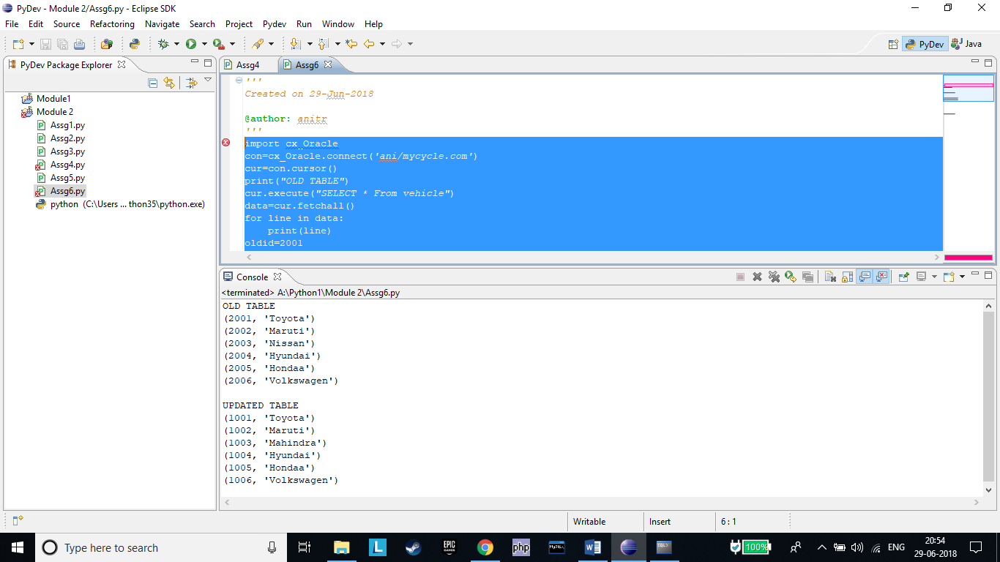 PyDev - Module 2/Assg6.py - Eclipse SDK
File Edit Source Refactoring Navigate Search Project Pydev Run Window Help
PyDev Java
PyDev Package Explorer
Module1
Module 2
Assg1.py
Assg2.py
Assg3.py
Assg4.py
Assg5.py
Assg6.py
python (C:\Users ... thon35\python.exe)
Assg4 Assg6
'''
Created on 29-Jun-2018
@author: anitr
'''
import cx_Oracle
con=cx_Oracle.connect('ani/mycycle.com')
cur=con.cursor()
print("OLD TABLE")
cur.execute("SELECT * From vehicle")
data=cur.fetchall()
for line in data:
    print(line)
oldid=2001
Console
<terminated> A:\Python1\Module 2\Assg6.py
OLD TABLE
(2001, 'Toyota')
(2002, 'Maruti')
(2003, 'Nissan')
(2004, 'Hyundai')
(2005, 'Hondaa')
(2006, 'Volkswagen')
UPDATED TABLE
(1001, 'Toyota')
(1002, 'Maruti')
(1003, 'Mahindra')
(1004, 'Hyundai')
(1005, 'Hondaa')
(1006, 'Volkswagen')
Writable Insert 6 : 1
Type here to search
L
EPIC GAMES
php
MySQL
W
SQL
100%
ENG
20:54
29-06-2018